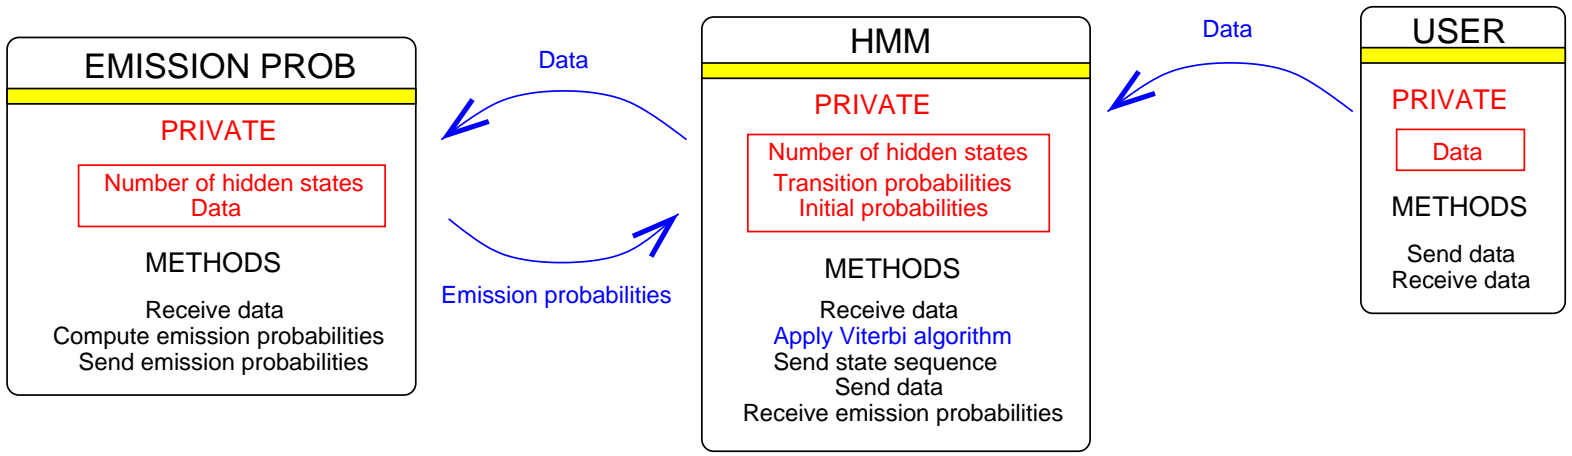 EMISSION PROB
PRIVATE
Number of hidden states
Data
METHODS
Receive data
Compute emission probabilities
Send emission probabilities
Data
Emission probabilities
HMM
PRIVATE
Number of hidden states
Transition probabilities
Initial probabilities
METHODS
Receive data
Apply Viterbi algorithm
Send state sequence
Send data
Receive emission probabilities
Data
USER
PRIVATE
Data
METHODS
Send data
Receive data